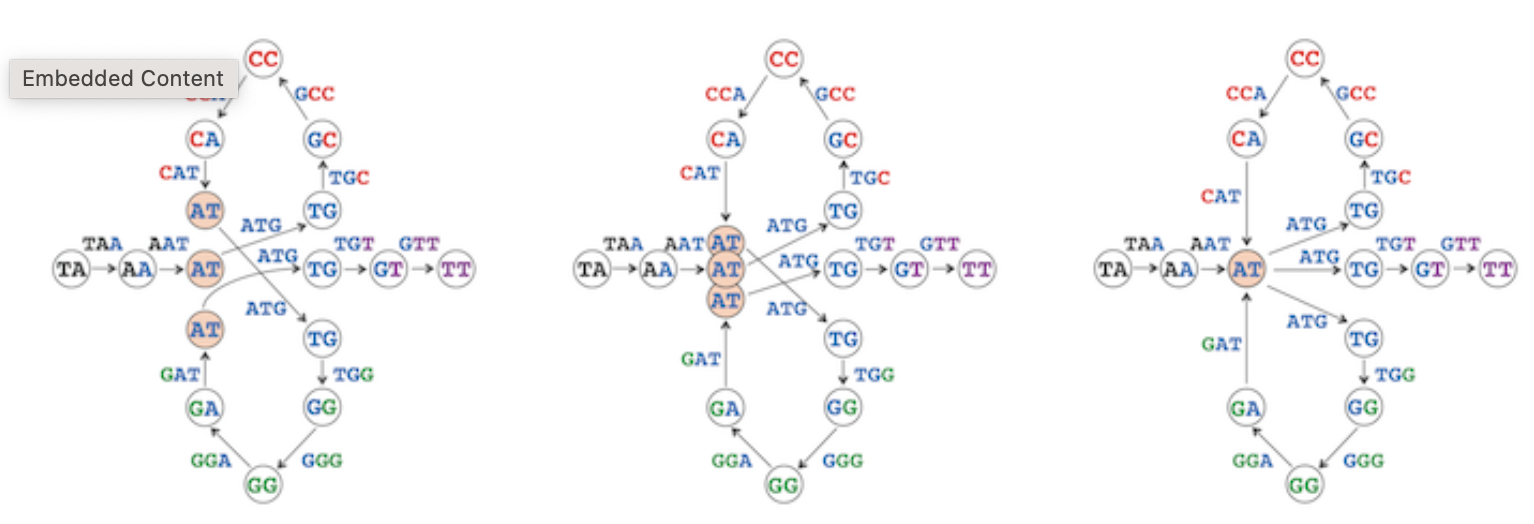 CC CC CC
Embedded Content
GCC CCA GCC CCA GCC
CA GC CA GC CA GC
CAT TGC CAT TGC CAT TGC
AT TG TG TG
ATG ATG ATG
TAA AAT ATG TGT GTT TAA AAT AT ATG TGT GTT TAA AAT ATG TGT GTT
TA AA AT TG GT TT TA AA AT TG GT TT TA AA AT TG GT TT
AT
ATG ATG ATG
AT TG TG TG
GAT TGG GAT TGG GAT TGG
GA GG GA GG GA GG
GGA GGG GGA GGG GGA GGG
GG GG GG